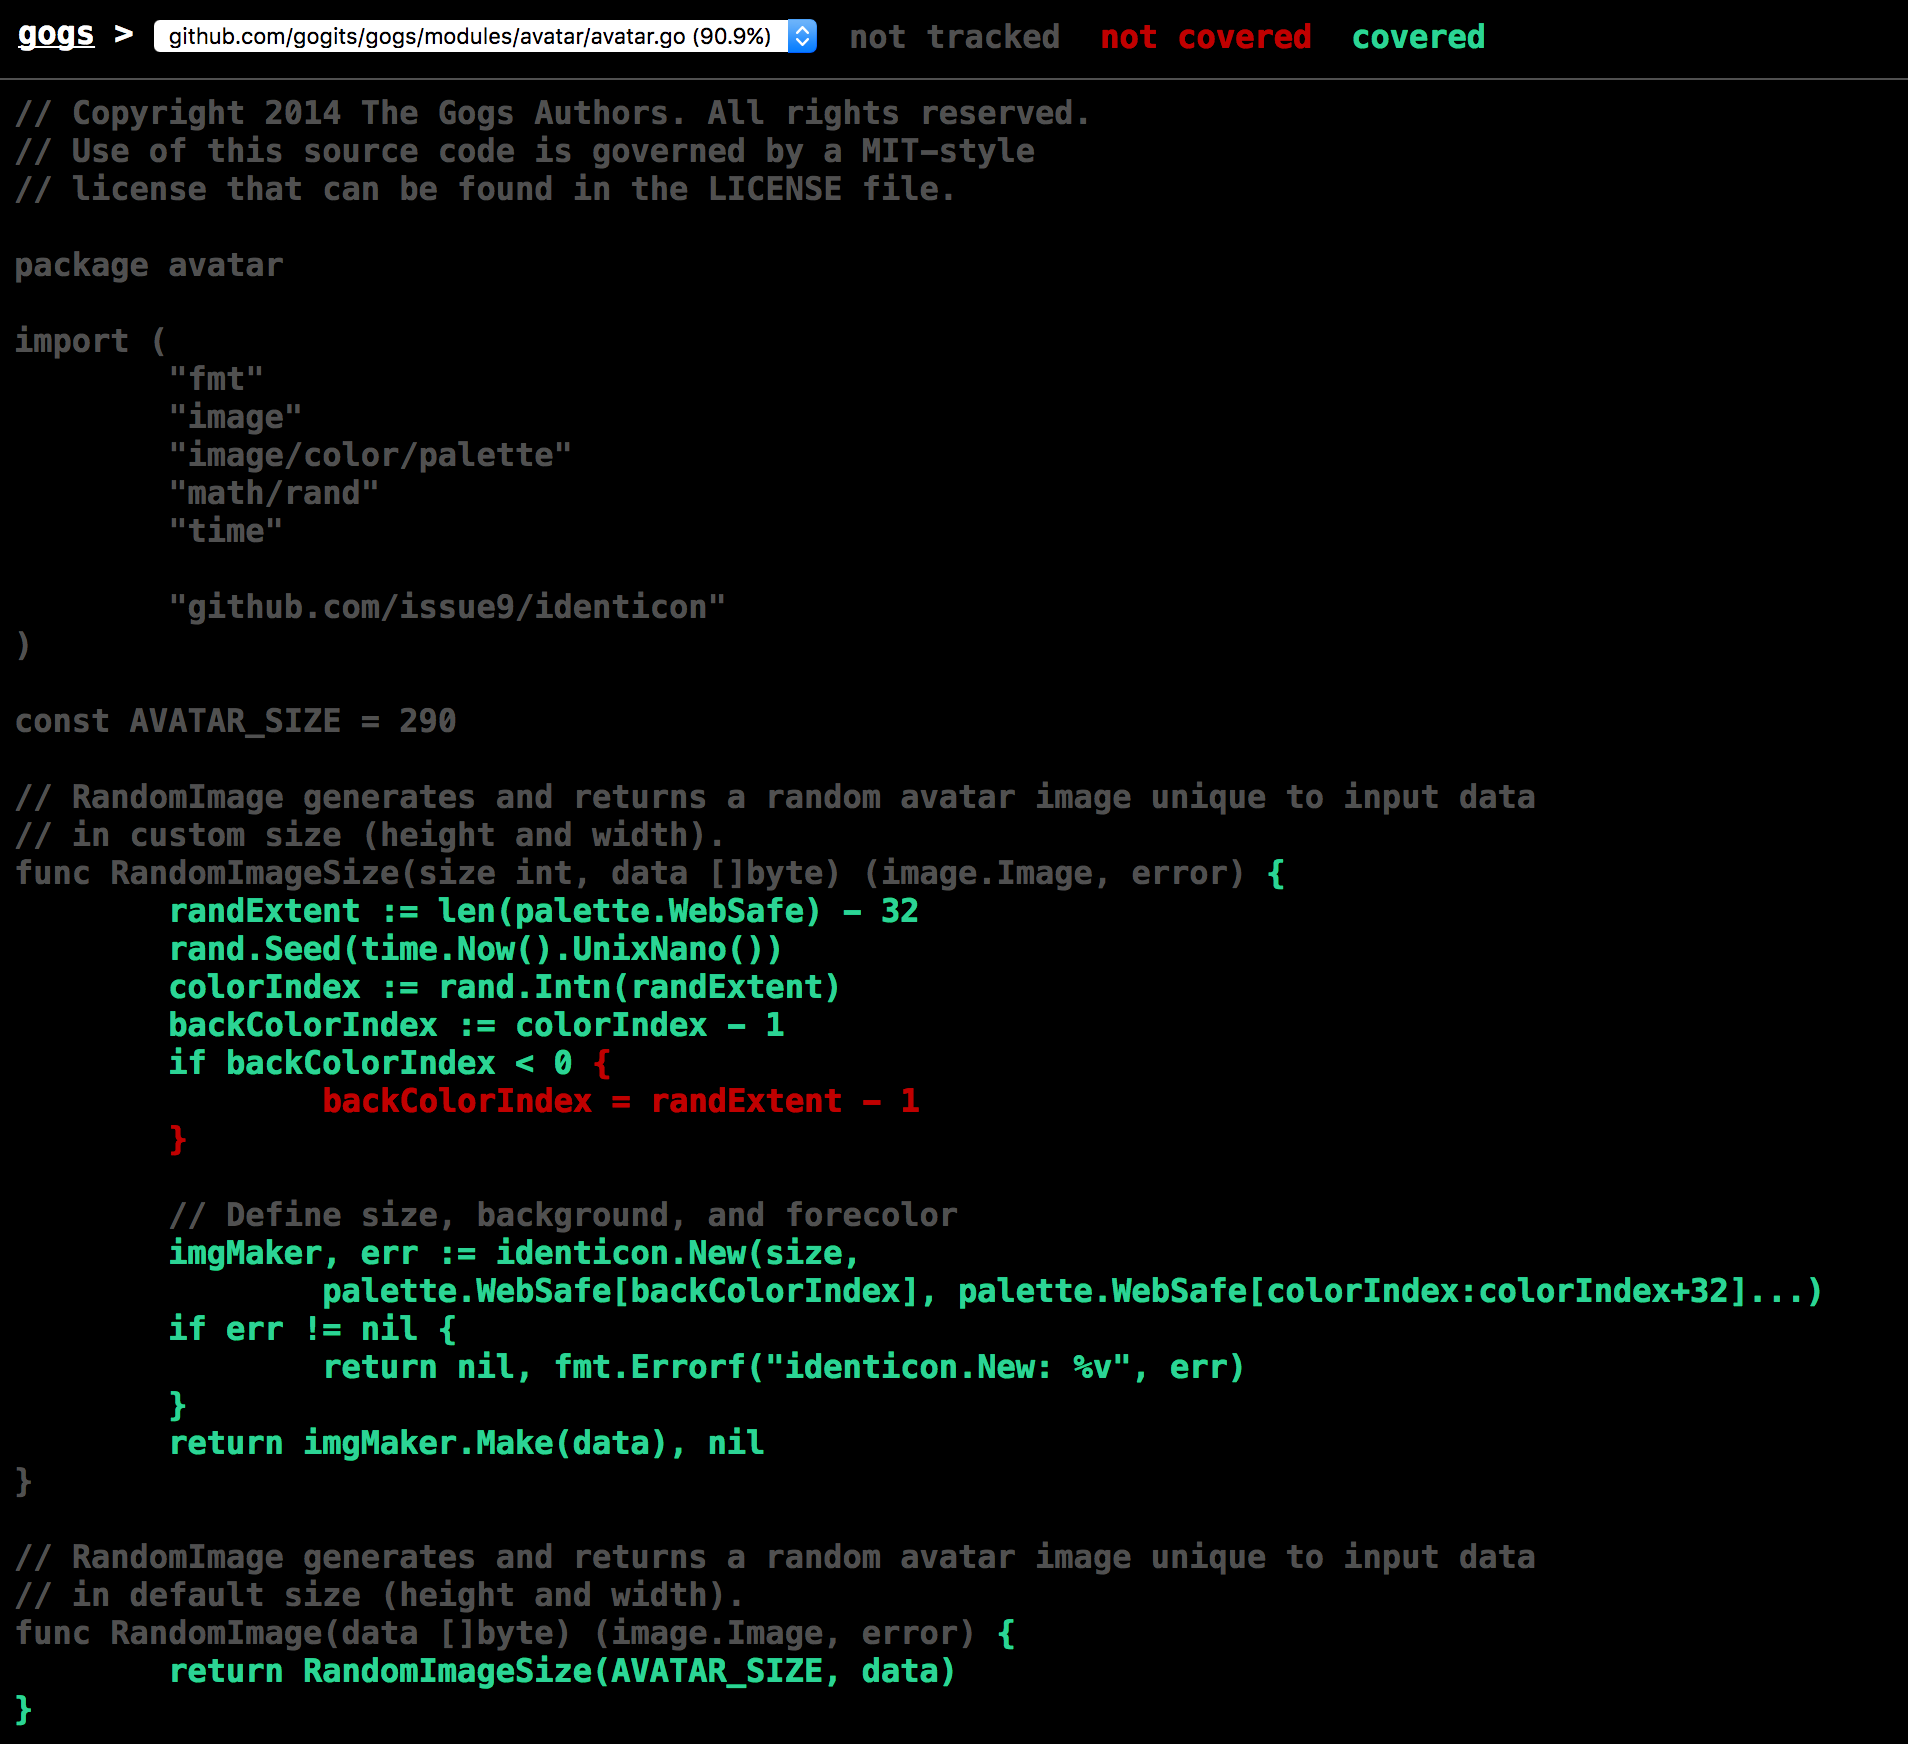 gogs > github.com/gogits/gogs/modules/avatar/avatar.go (90.9%) not tracked not covered covered
// Copyright 2014 The Gogs Authors. All rights reserved.
// Use of this source code is governed by a MIT-style
// license that can be found in the LICENSE file.

package avatar

import (
        "fmt"
        "image"
        "image/color/palette"
        "math/rand"
        "time"

        "github.com/issue9/identicon"
)

const AVATAR_SIZE = 290

// RandomImage generates and returns a random avatar image unique to input data
// in custom size (height and width).
func RandomImageSize(size int, data []byte) (image.Image, error) {
        randExtent := len(palette.WebSafe) - 32
        rand.Seed(time.Now().UnixNano())
        colorIndex := rand.Intn(randExtent)
        backColorIndex := colorIndex - 1
        if backColorIndex < 0 {
                backColorIndex = randExtent - 1
        }

        // Define size, background, and forecolor
        imgMaker, err := identicon.New(size,
                palette.WebSafe[backColorIndex], palette.WebSafe[colorIndex:colorIndex+32]...)
        if err != nil {
                return nil, fmt.Errorf("identicon.New: %v", err)
        }
        return imgMaker.Make(data), nil
}

// RandomImage generates and returns a random avatar image unique to input data
// in default size (height and width).
func RandomImage(data []byte) (image.Image, error) {
        return RandomImageSize(AVATAR_SIZE, data)
}